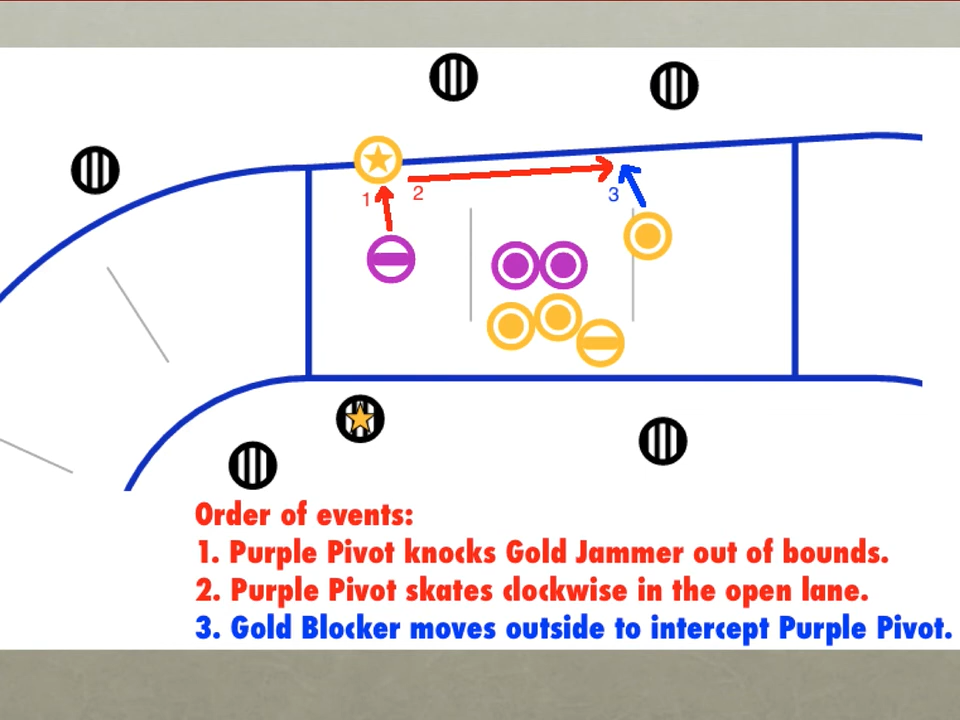 1
2
3
Order of events:
1. Purple Pivot knocks Gold Jammer out of bounds.
2. Purple Pivot skates clockwise in the open lane.
3. Gold Blocker moves outside to intercept Purple Pivot.